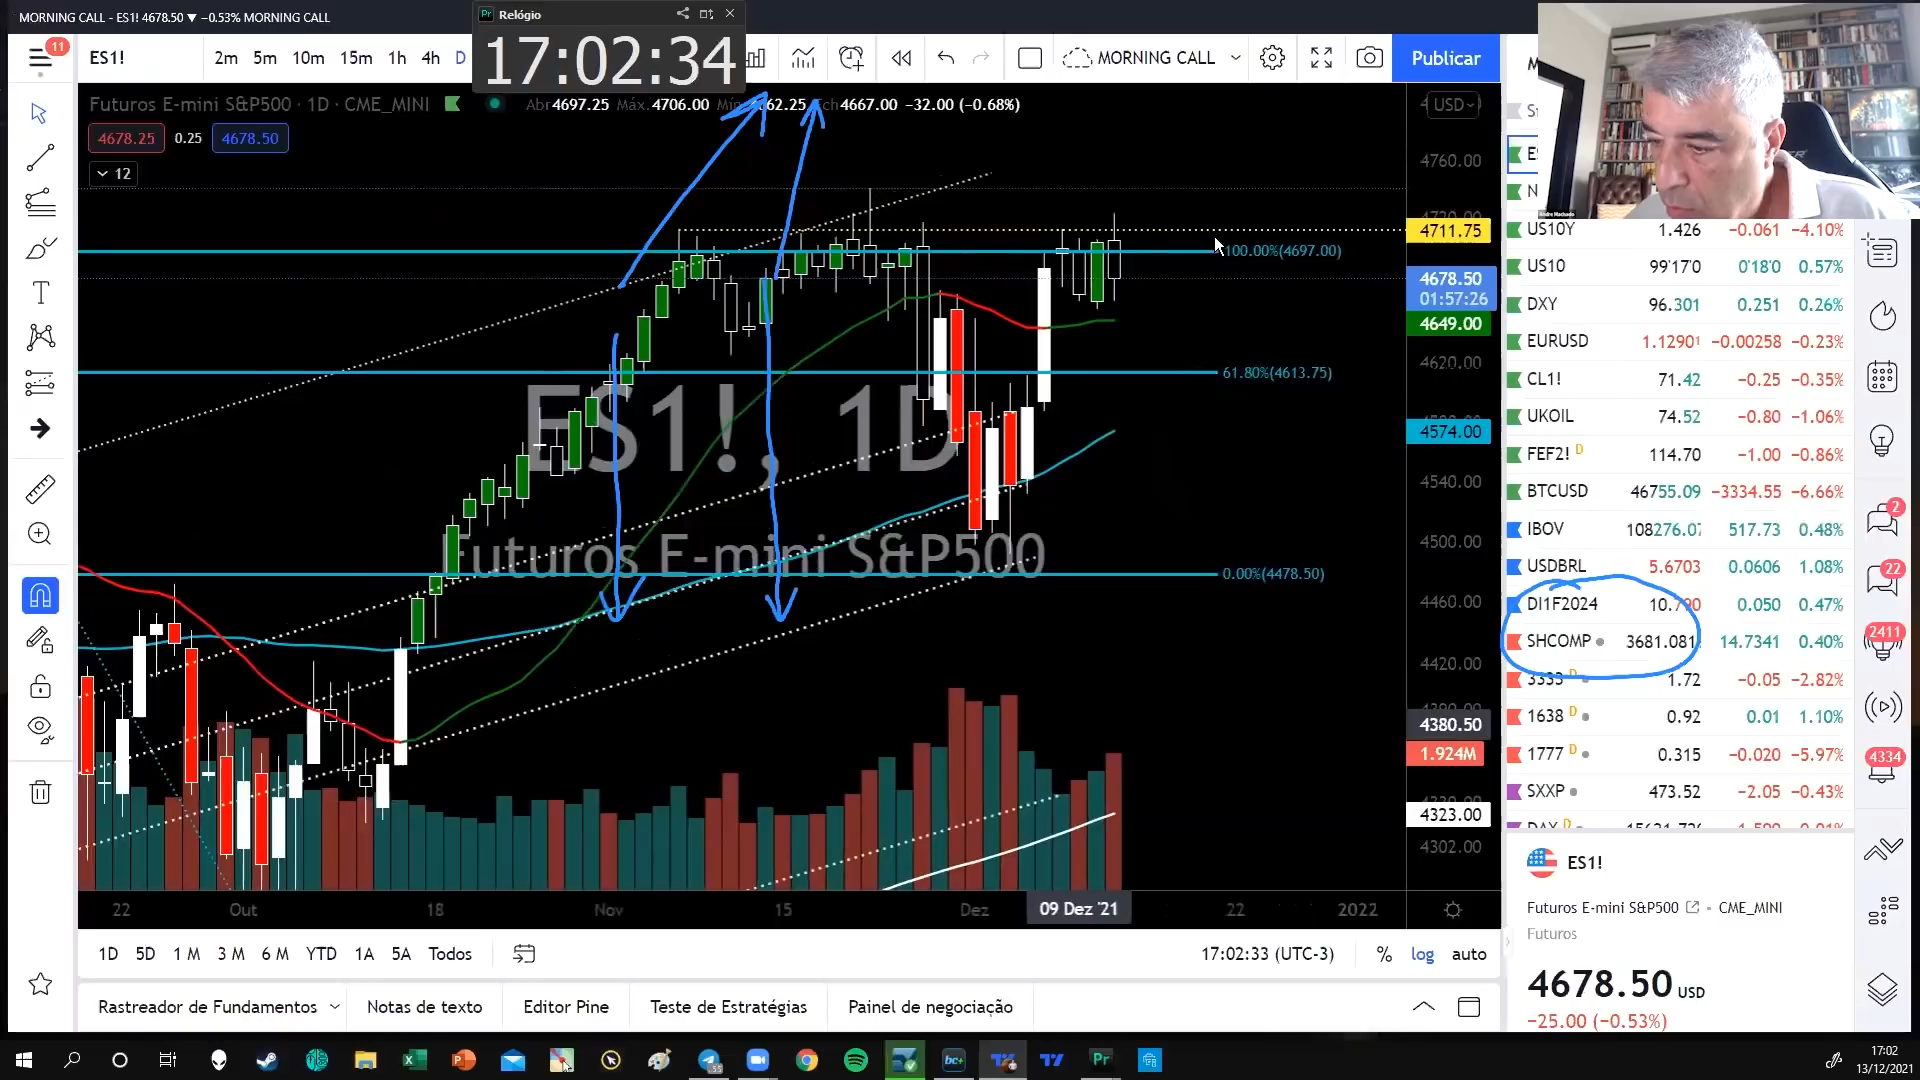 MORNING CALL - ES1! 4678.50 ▼ −0.53% MORNING CALL
Relógio
17:02:34
11
ES1!
2m 5m 10m 15m 1h 4h D
MORNING CALL
Publicar
Futuros E-mini S&P500 · 1D · CME_MINI
Abr4697.25 Máx.4706.00 4667.00 −32.00 (−0.68%)
4678.25 0.25 4678.50
12
USD
4760.00
4711.75
100.00%(4697.00)
4678.50
01:57:26
4649.00
4620.00
61.80%(4613.75)
4574.00
4540.00
4500.00
0.00%(4478.50)
4460.00
4420.00
4380.50
1.924M
4323.00
4302.00
ES1!, 1D
Futuros E-mini S&P500
22 Out 18 Nov 15 Dez 09 Dez '21 22 2022
1D 5D 1 M 3 M 6 M YTD 1A 5A Todos
17:02:33 (UTC-3) % log auto
Rastreador de Fundamentos Notas de texto Editor Pine Teste de Estratégias Painel de negociação
Andre Machado
US10Y 1.426 −0.061 −4.10%
US10 99'17'0 0'18'0 0.57%
DXY 96.301 0.251 0.26%
EURUSD 1.12901 −0.00258 −0.23%
CL1! 71.42 −0.25 −0.35%
UKOIL 74.52 −0.80 −1.06%
FEF2! D 114.70 −1.00 −0.86%
BTCUSD 46755.09 −3334.55 −6.66%
IBOV 108276.07 517.73 0.48%
USDBRL 5.6703 0.0606 1.08%
DI1F2024 10.790 0.050 0.47%
SHCOMP 3681.081 14.7341 0.40%
3333 D 1.72 −0.05 −2.82%
1638 D 0.92 0.01 1.10%
1777 D 0.315 −0.020 −5.97%
SXXP 473.52 −2.05 −0.43%
ES1!
Futuros E-mini S&P500 - CME_MINI
Futuros
4678.50 USD
−25.00 (−0.53%)
2
22
2411
4334
17:02
13/12/2021